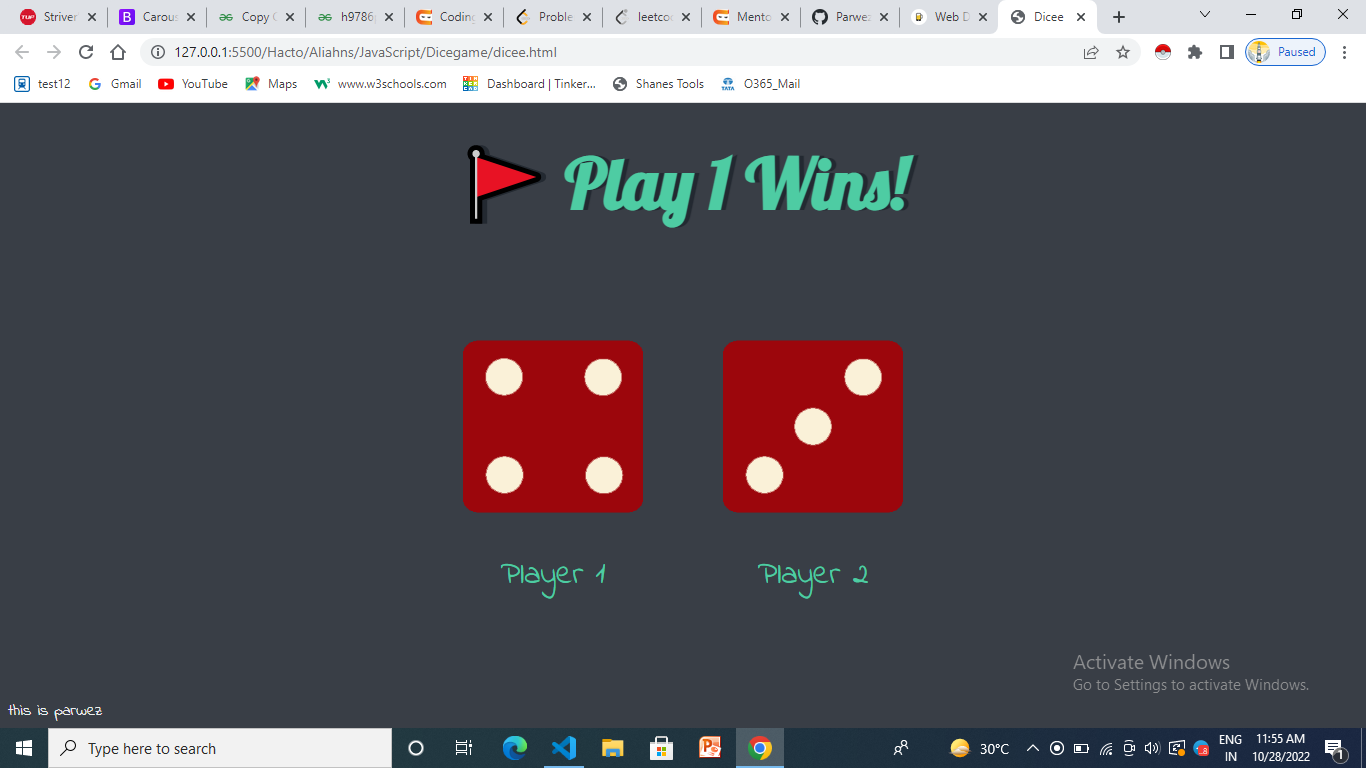 Striver
Carous
Copy C
h9786
Coding
Proble
leetco
Mento
Parwez
Web D
Dicee
127.0.0.1:5500/Hacto/Aliahns/JavaScript/Dicegame/dicee.html
Paused
test12
Gmail
YouTube
Maps
www.w3schools.com
Dashboard | Tinker...
Shanes Tools
TATA
O365_Mail
Play 1 Wins!
Player 1
Player 2
Activate Windows
Go to Settings to activate Windows.
this is parwez
Type here to search
30°C
ENG
IN
11:55 AM
10/28/2022
1